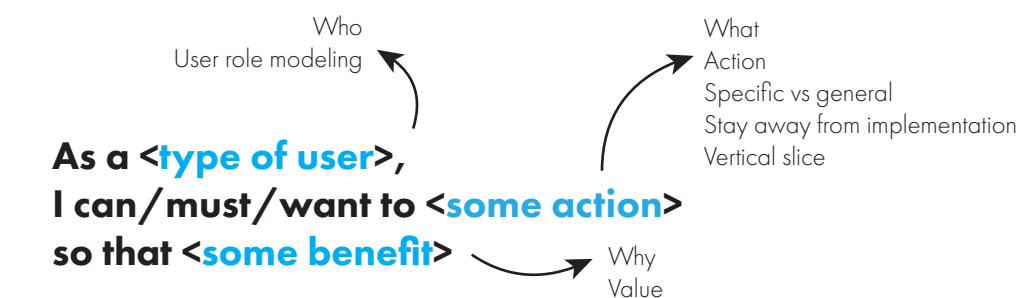 Who
User role modeling
What
Action
Specific vs general
Stay away from implementation
Vertical slice
As a <type of user>,
I can/must/want to <some action>
so that <some benefit>
Why
Value